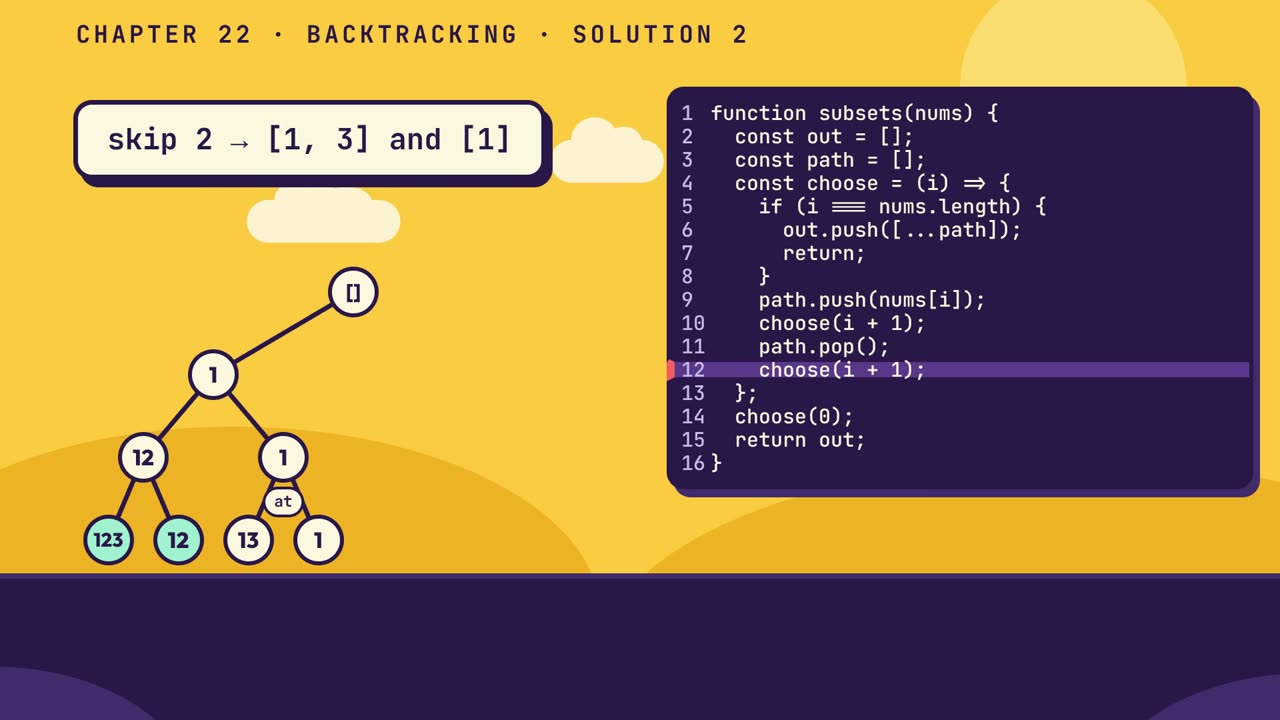 CHAPTER 22 · BACKTRACKING · SOLUTION 2
skip 2 → [1, 3] and [1]
[]
1
12
1
at
123
12
13
1
1 function subsets(nums) {
2 const out = [];
3 const path = [];
4 const choose = (i) => {
5 if (i === nums.length) {
6 out.push([...path]);
7 return;
8 }
9 path.push(nums[i]);
10 choose(i + 1);
11 path.pop();
12 choose(i + 1);
13 };
14 choose(0);
15 return out;
16 }